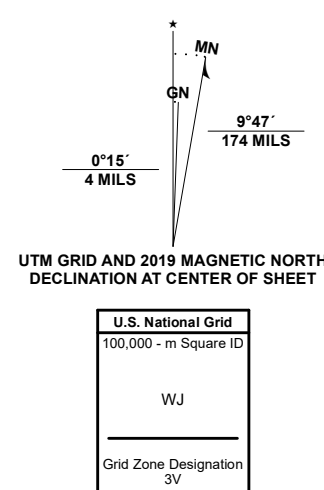 ★
MN
GN
9°47´
174 MILS
0°15´
4 MILS
UTM GRID AND 2019 MAGNETIC NORTH
DECLINATION AT CENTER OF SHEET
U.S. National Grid
100,000 - m Square ID
WJ
Grid Zone Designation
3V